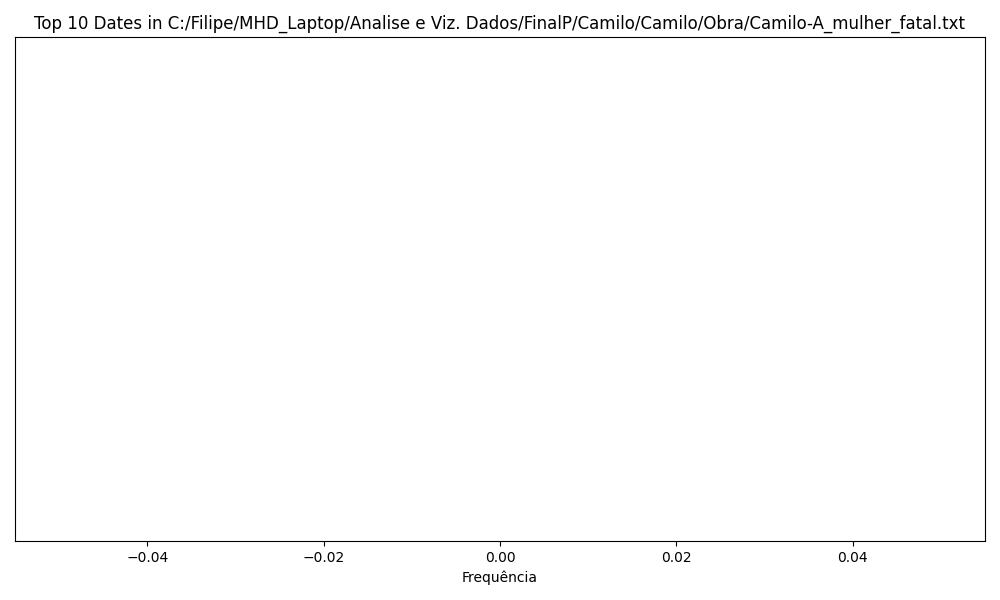 Top 10 Dates in C:/Filipe/MHD_Laptop/Analise e Viz. Dados/FinalP/Camilo/Camilo/Obra/Camilo-A_mulher_fatal.txt
−0.04 −0.02 0.00 0.02 0.04
Frequência